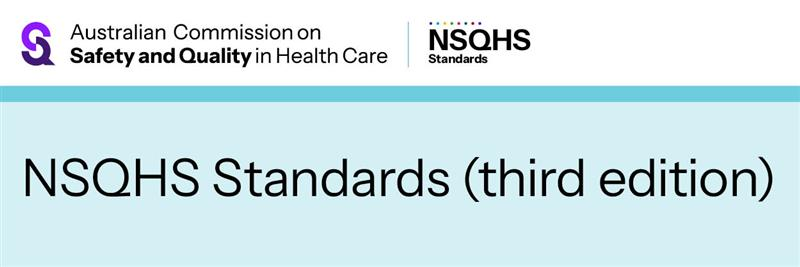 Australian Commission on
Safety and Quality in Health Care
NSQHS
Standards
NSQHS Standards (third edition)